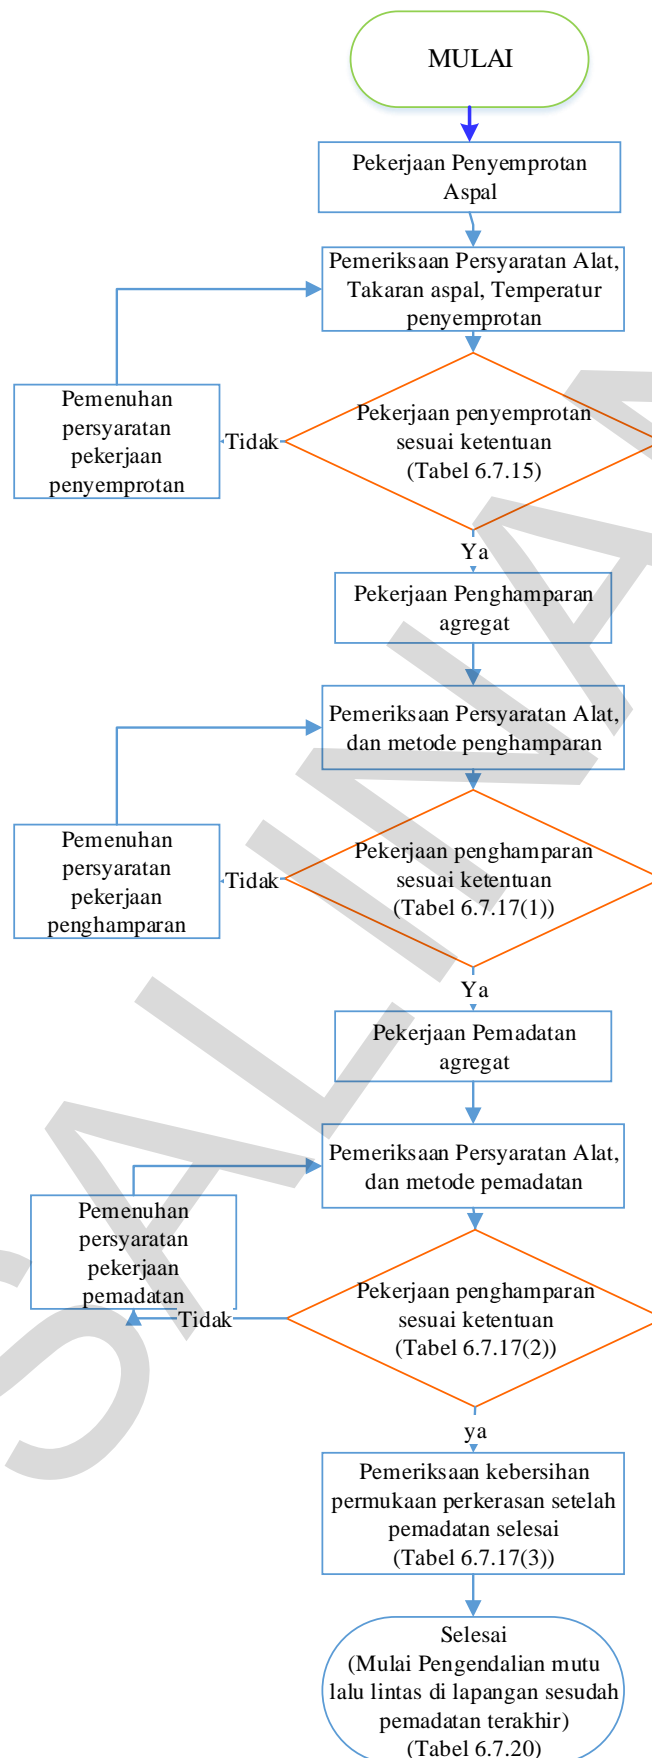 MULAI
Pekerjaan Penyemprotan
Aspal
Pemeriksaan Persyaratan Alat,
Takaran aspal, Temperatur
penyemprotan
Pemenuhan
persyaratan
pekerjaan
penyemprotan
Tidak
Pekerjaan penyemprotan
sesuai ketentuan
(Tabel 6.7.15)
Ya
Pekerjaan Penghamparan
agregat
Pemeriksaan Persyaratan Alat,
dan metode penghamparan
Pemenuhan
persyaratan
pekerjaan
penghamparan
Tidak
Pekerjaan penghamparan
sesuai ketentuan
(Tabel 6.7.17(1))
Ya
Pekerjaan Pemadatan
agregat
Pemeriksaan Persyaratan Alat,
dan metode pemadatan
Pemenuhan
persyaratan
pekerjaan
pemadatan
Tidak
Pekerjaan penghamparan
sesuai ketentuan
(Tabel 6.7.17(2))
ya
Pemeriksaan kebersihan
permukaan perkerasan setelah
pemadatan selesai
(Tabel 6.7.17(3))
Selesai
(Mulai Pengendalian mutu
lalu lintas di lapangan sesudah
pemadatan terakhir)
(Tabel 6.7.20)
SALINAN